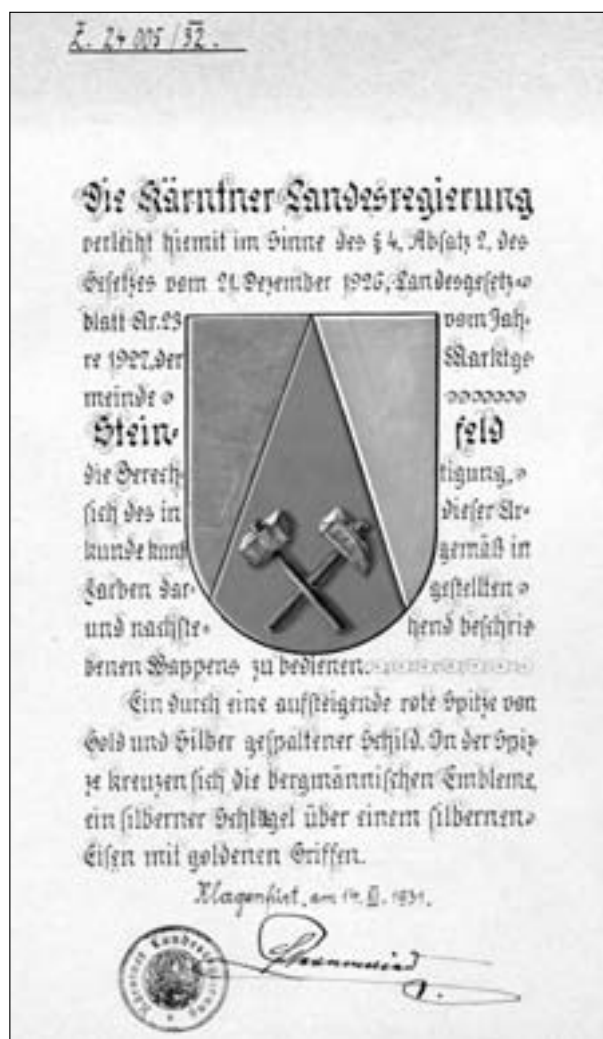 Z. 24 005 / 32.
Die Kärntner Landesregierung
verleiht hiemit im Sinne des § 4, Absatz 2, des
Gesetzes vom 21. Dezember 1926, Landesgesetz-
blatt Nr. 23 vom Jah-
re 1927, der Marktge
meinde
Stein- feld
die Berech- tigung,
sich des in dieser Ur-
kunde kunst gemäß in
Farben dar- gestellten
und nachste- hend beschrie
benen Wappens zu bedienen.
Ein durch eine aufsteigende rote Spitze von
Gold und Silber gespaltener Schild. In der Spit
ze kreuzen sich die bergmännischen Embleme,
ein silberner Schlägel über einem silbernen
Eisen mit goldenen Griffen.
Klagenfurt, am 1931.
Kärntner Landesregierung